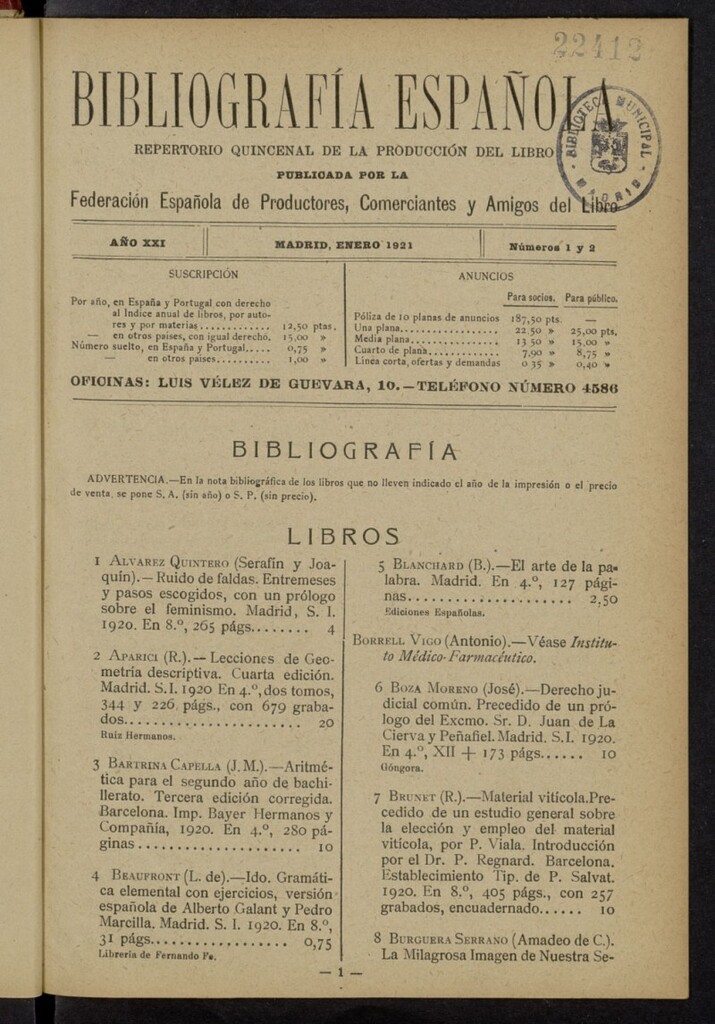 22412
BIBLIOGRAFÍA ESPAÑOLA
BIBLIOTECA MUNICIPAL
MADRID
REPERTORIO QUINCENAL DE LA PRODUCCIÓN DEL LIBRO
PUBLICADA POR LA
Federación Española de Productores, Comerciantes y Amigos del Libro
AÑO XXI
MADRID, ENERO 1921
Números 1 y 2
SUSCRIPCIÓN
Por año, en España y Portugal con derecho
al Indice anual de libros, por auto-
res y por materias............ 12,50 ptas.
— en otros países, con igual derecho. 15,00 »
Número suelto, en España y Portugal..... 0,75 »
— en otros países.............. 1,00 »
ANUNCIOS
Para socios. Para público.
Póliza de 10 planas de anuncios 187,50 pts. —
Una plana................. 22.50 » 25,00 pts.
Media plana............... 13 50 » 15,00 »
Cuarto de plana............ 7,90 » 8,75 »
Línea corta, ofertas y demandas 0 35 » 0,40 »
OFICINAS: LUIS VÉLEZ DE GUEVARA, 10.—TELÉFONO NÚMERO 4586
BIBLIOGRAFÍA
ADVERTENCIA.—En la nota bibliográfica de los libros que no lleven indicado el año de la impresión o el precio
de venta, se pone S. A. (sin año) o S. P. (sin precio).
LIBROS
1 ALVAREZ QUINTERO (Serafín y Joa-
quín).— Ruido de faldas. Entremeses
y pasos escogidos, con un prólogo
sobre el feminismo. Madrid, S. I.
1920. En 8.º, 265 págs........ 4
2 APARICI (R.).— Lecciones de Geo-
metría descriptiva. Cuarta edición.
Madrid. S.I. 1920 En 4.º, dos tomos,
344 y 226 págs., con 679 graba-
dos........................ 20
Ruiz Hermanos.
3 BARTRINA CAPELLA (J. M.).—Aritmé-
tica para el segundo año de bachi-
llerato. Tercera edición corregida.
Barcelona. Imp. Bayer Hermanos y
Compañía, 1920. En 4.º, 280 pá-
ginas.................... 10
4 BEAUFRONT (L. de).—Ido. Gramáti-
ca elemental con ejercicios, versión
española de Alberto Galant y Pedro
Marcilla. Madrid. S. I. 1920. En 8.º,
31 págs................... 0,75
Librería de Fernando Fe.
5 BLANCHARD (B.).—El arte de la pa-
labra. Madrid. En 4.º, 127 pági-
nas..................... 2,50
Ediciones Españolas.
BORRELL VIGO (Antonio).—Véase Institu-
to Médico-Farmacéutico.
6 BOZA MORENO (José).—Derecho ju-
dicial común. Precedido de un pró-
logo del Excmo. Sr. D. Juan de La
Cierva y Peñafiel. Madrid. S. I. 1920.
En 4.º, XII + 173 págs...... 10
Góngora.
7 BRUNET (R.).—Material vitícola.Pre-
cedido de un estudio general sobre
la elección y empleo del material
vitícola, por P. Viala. Introducción
por el Dr. P. Regnard. Barcelona.
Establecimiento Tip. de P. Salvat.
1920. En 8.º, 405 págs., con 257
grabados, encuadernado...... 10
8 BURGUERA SERRANO (Amadeo de C.).
La Milagrosa Imagen de Nuestra Se-
— 1 —